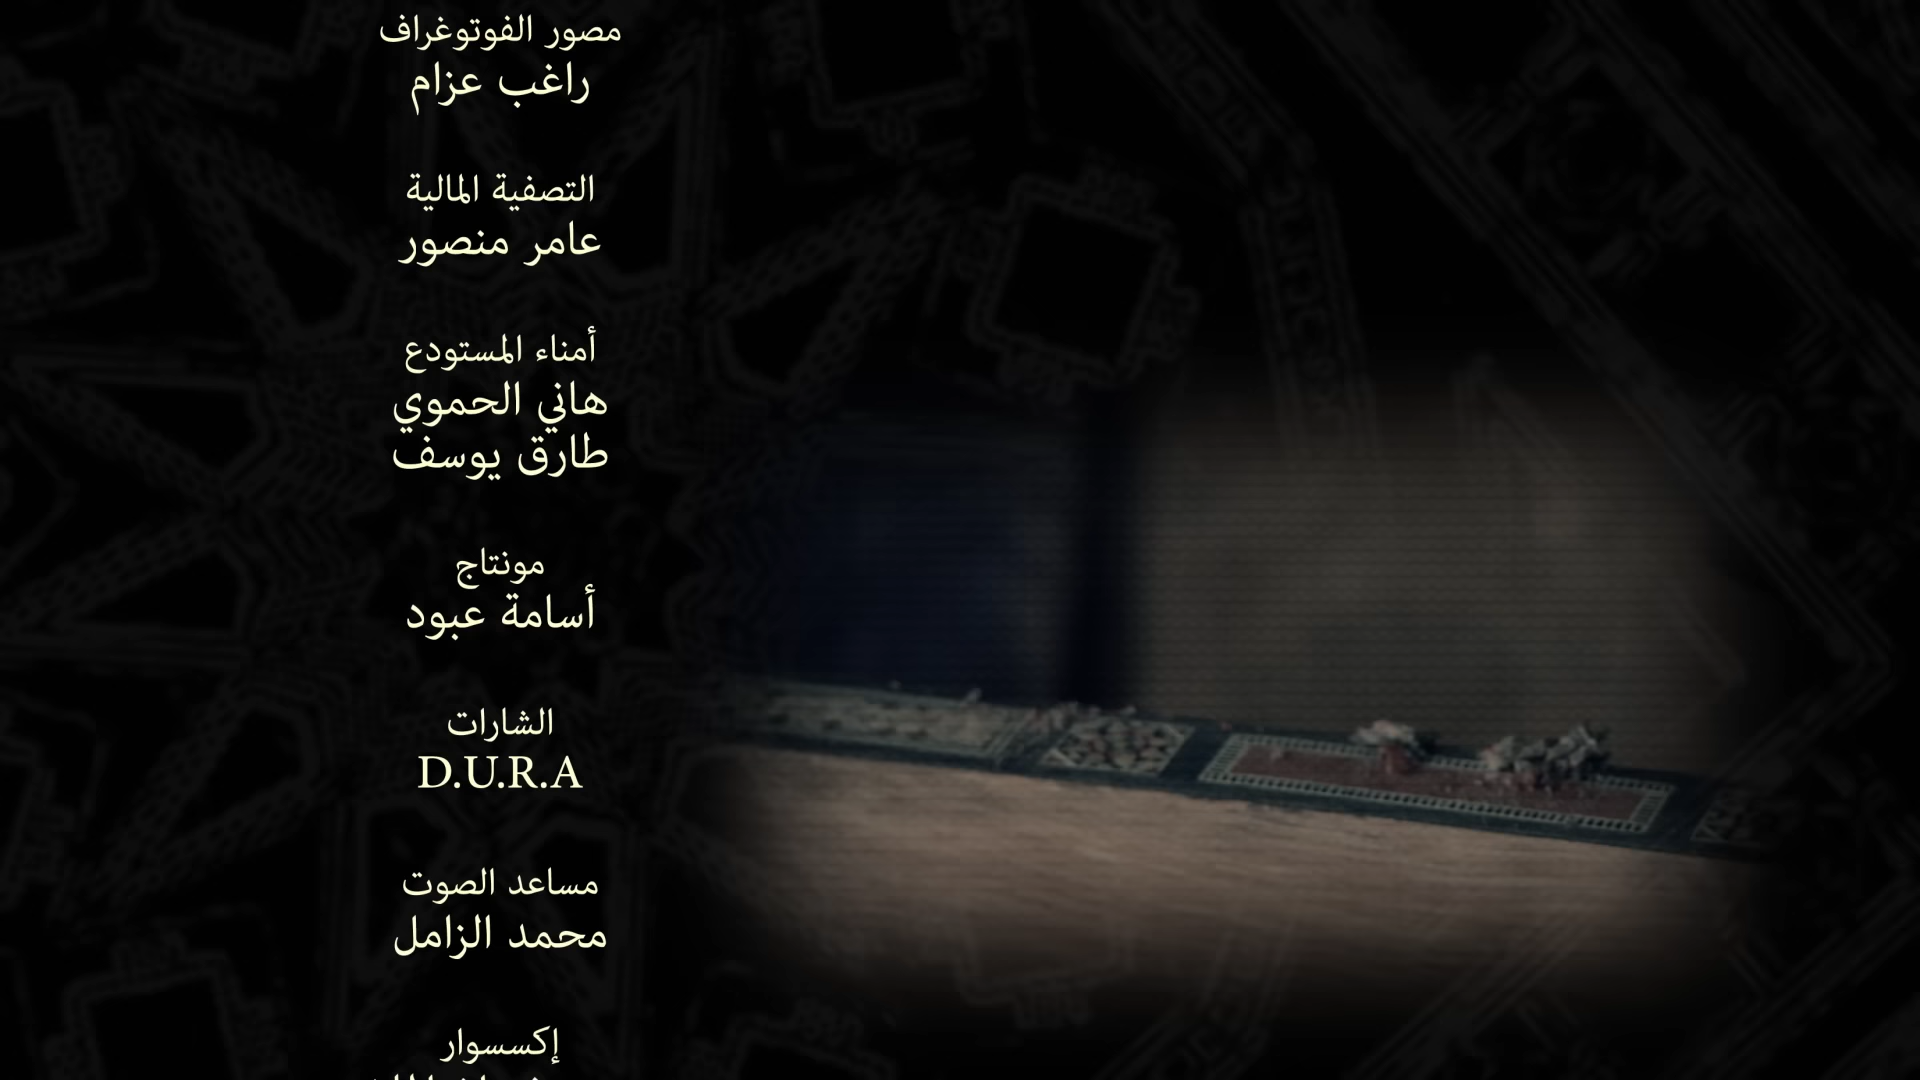 مصور الفوتوغراف
راغب عزام
التصفية المالية
عامر منصور
أمناء المستودع
هاني الحموي
طارق يوسف
مونتاج
أسامة عبود
الشارات
D.U.R.A
مساعد الصوت
محمد الزامل
إكسسوار